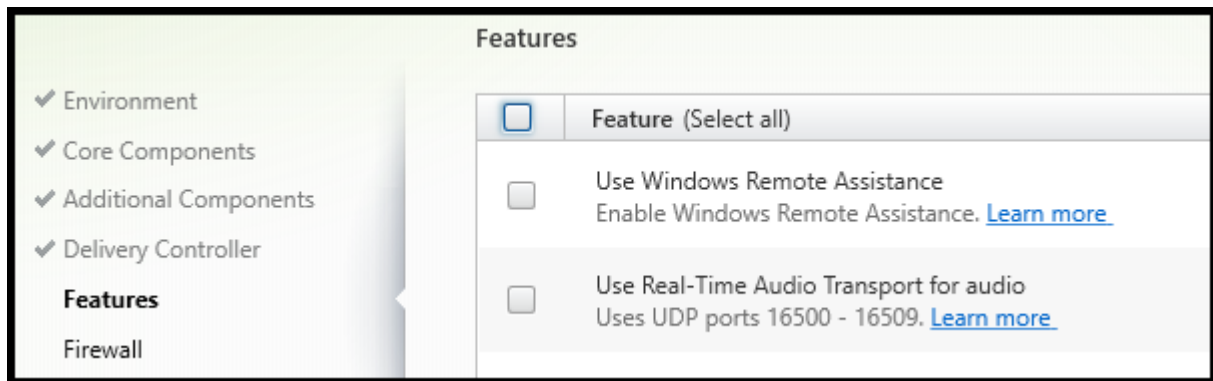 Features
Environment
Core Components
Additional Components
Delivery Controller
Features
Firewall
Feature (Select all)
Use Windows Remote Assistance
Enable Windows Remote Assistance. Learn more
Use Real-Time Audio Transport for audio
Uses UDP ports 16500 - 16509. Learn more